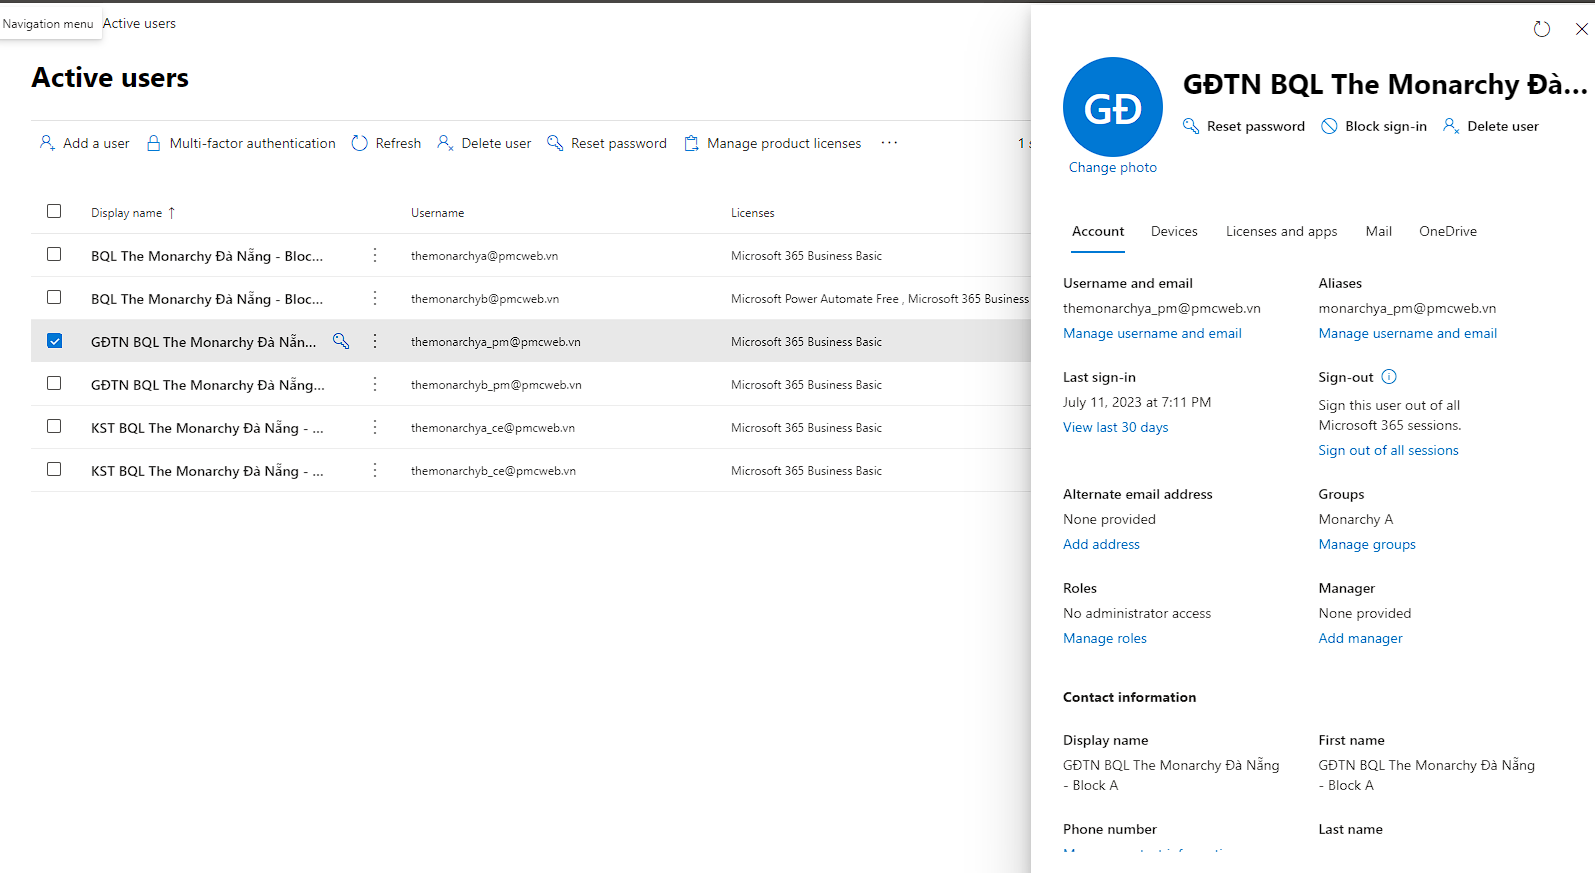 Navigation menu
Active users
Active users
Add a user
Multi-factor authentication
Refresh
Delete user
Reset password
Manage product licenses
···
1 s
Display name ↑
Username
Licenses
BQL The Monarchy Đà Nẵng - Bloc...
themonarchya@pmcweb.vn
Microsoft 365 Business Basic
BQL The Monarchy Đà Nẵng - Bloc...
themonarchyb@pmcweb.vn
Microsoft Power Automate Free , Microsoft 365 Business
GĐTN BQL The Monarchy Đà Nẵn...
themonarchya_pm@pmcweb.vn
Microsoft 365 Business Basic
GĐTN BQL The Monarchy Đà Nẵng...
themonarchyb_pm@pmcweb.vn
Microsoft 365 Business Basic
KST BQL The Monarchy Đà Nẵng - ...
themonarchya_ce@pmcweb.vn
Microsoft 365 Business Basic
KST BQL The Monarchy Đà Nẵng - ...
themonarchyb_ce@pmcweb.vn
Microsoft 365 Business Basic
GĐ
Change photo
GĐTN BQL The Monarchy Đà...
Reset password
Block sign-in
Delete user
Account
Devices
Licenses and apps
Mail
OneDrive
Username and email
themonarchya_pm@pmcweb.vn
Manage username and email
Aliases
monarchya_pm@pmcweb.vn
Manage username and email
Last sign-in
July 11, 2023 at 7:11 PM
View last 30 days
Sign-out
Sign this user out of all
Microsoft 365 sessions.
Sign out of all sessions
Alternate email address
None provided
Add address
Groups
Monarchy A
Manage groups
Roles
No administrator access
Manage roles
Manager
None provided
Add manager
Contact information
Display name
GĐTN BQL The Monarchy Đà Nẵng
- Block A
First name
GĐTN BQL The Monarchy Đà Nẵng
- Block A
Phone number
Last name